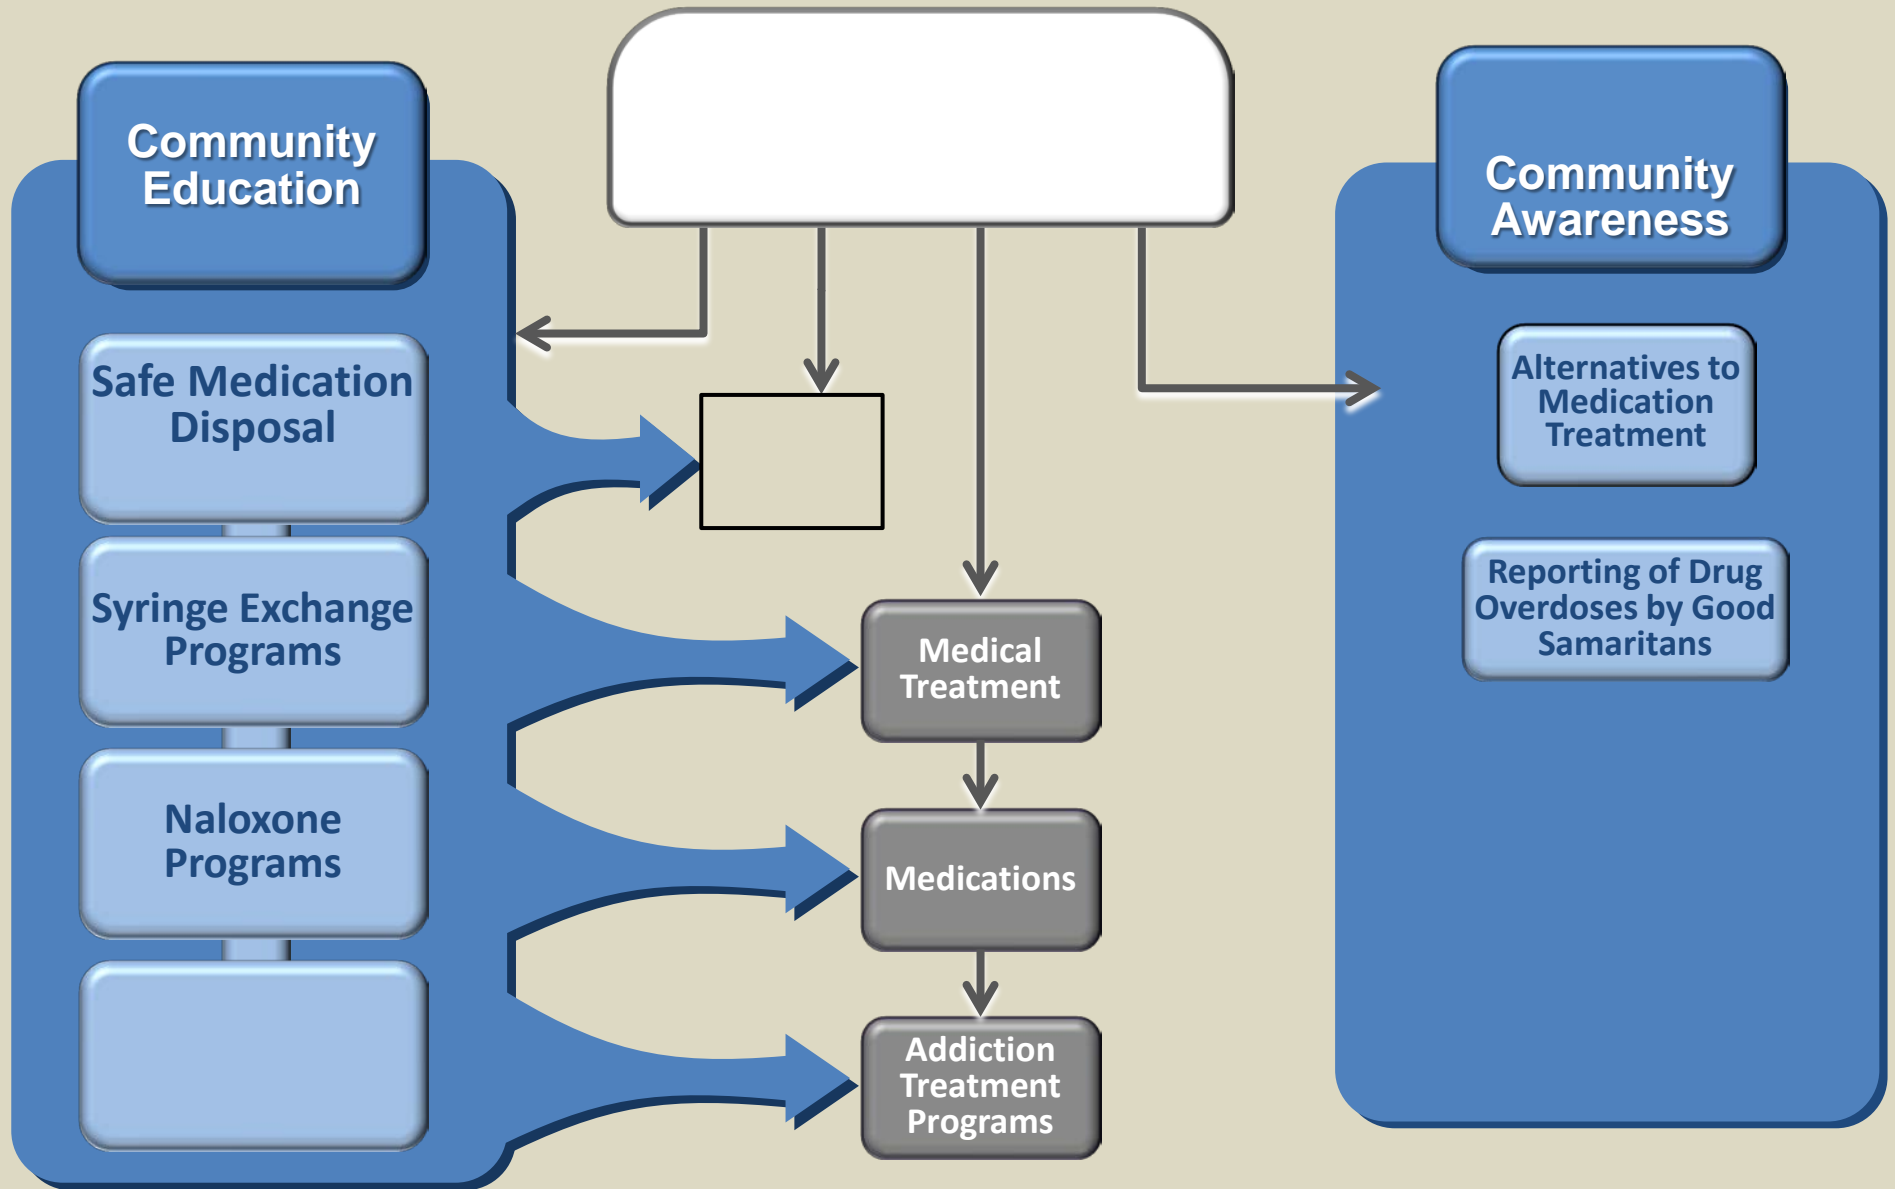 Community
Education
Safe Medication
Disposal
Syringe Exchange
Programs
Naloxone
Programs
Medical
Treatment
Medications
Addiction
Treatment
Programs
Community
Awareness
Alternatives to
Medication
Treatment
Reporting of Drug
Overdoses by Good
Samaritans